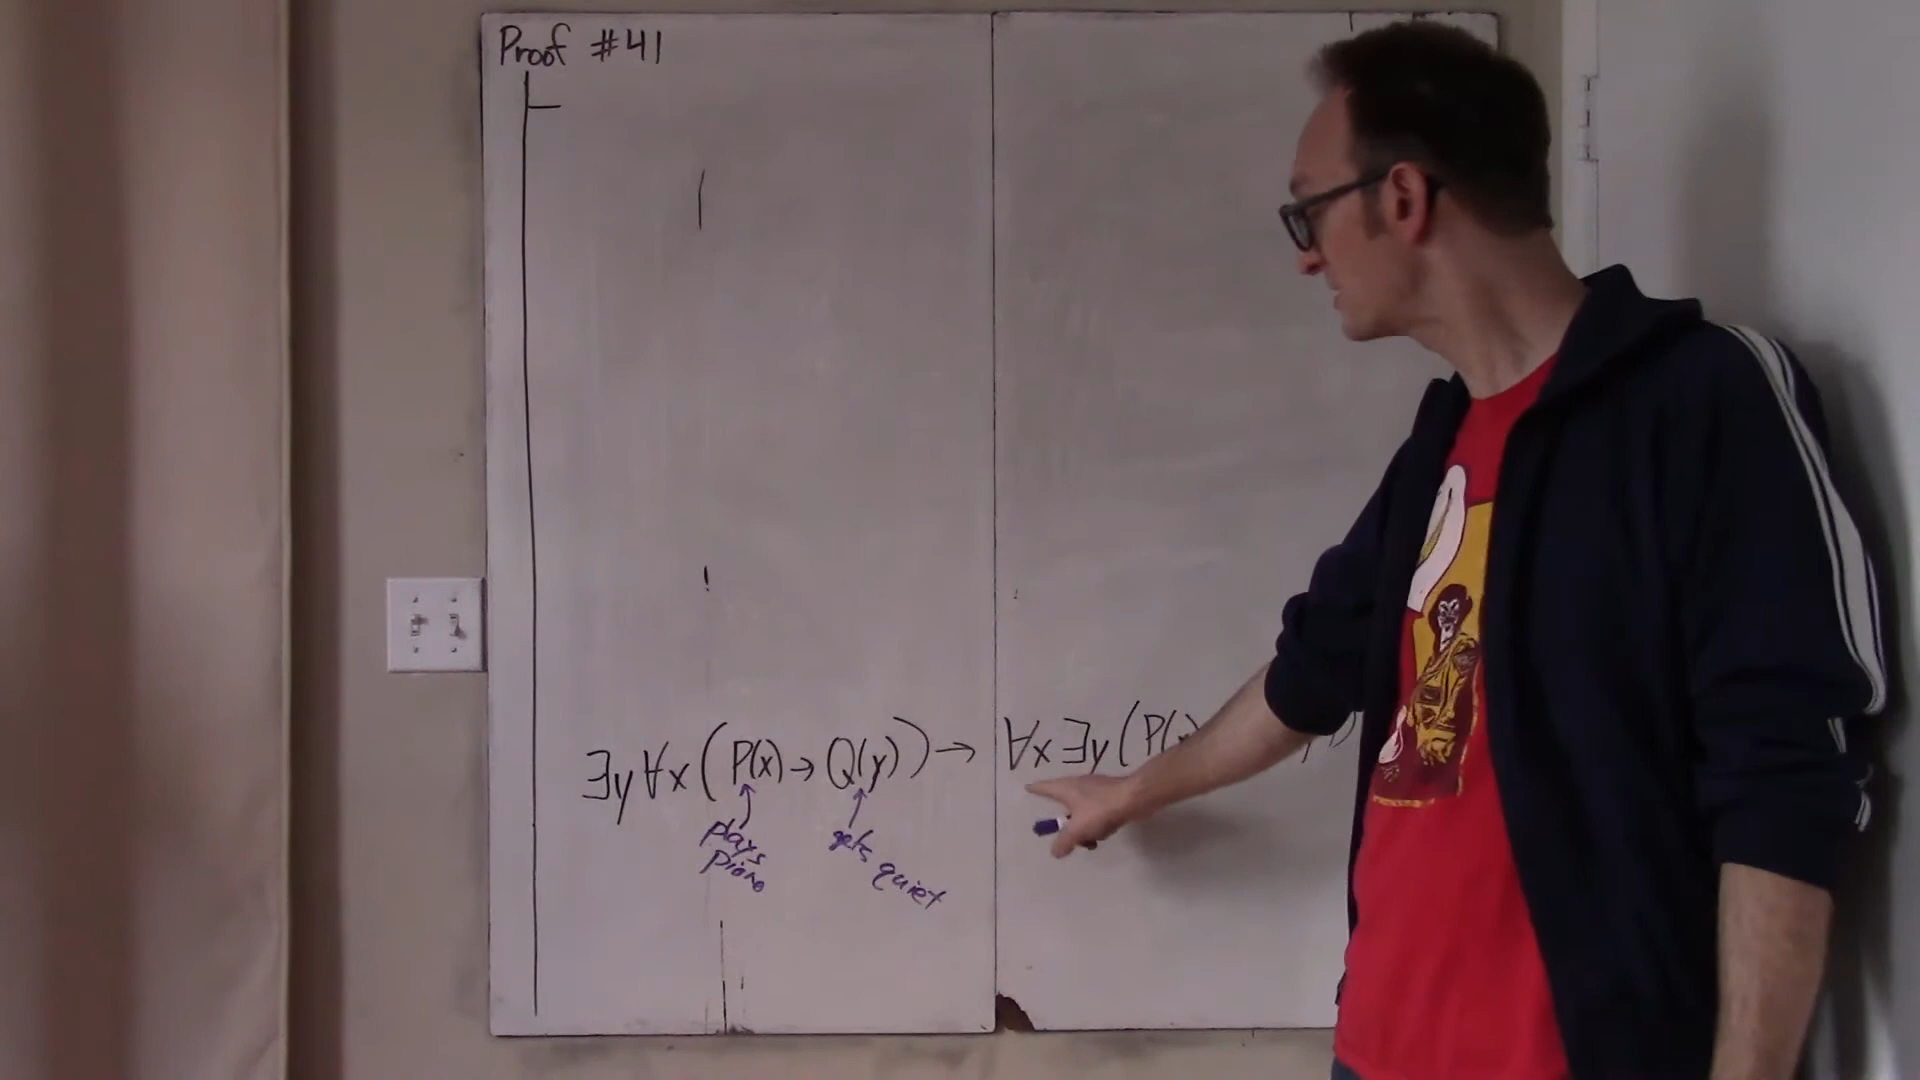 Proof #41
∃y∀x(P(x)→Q(y))→ ∀x∃y(P(x)
plays gets quiet
piano